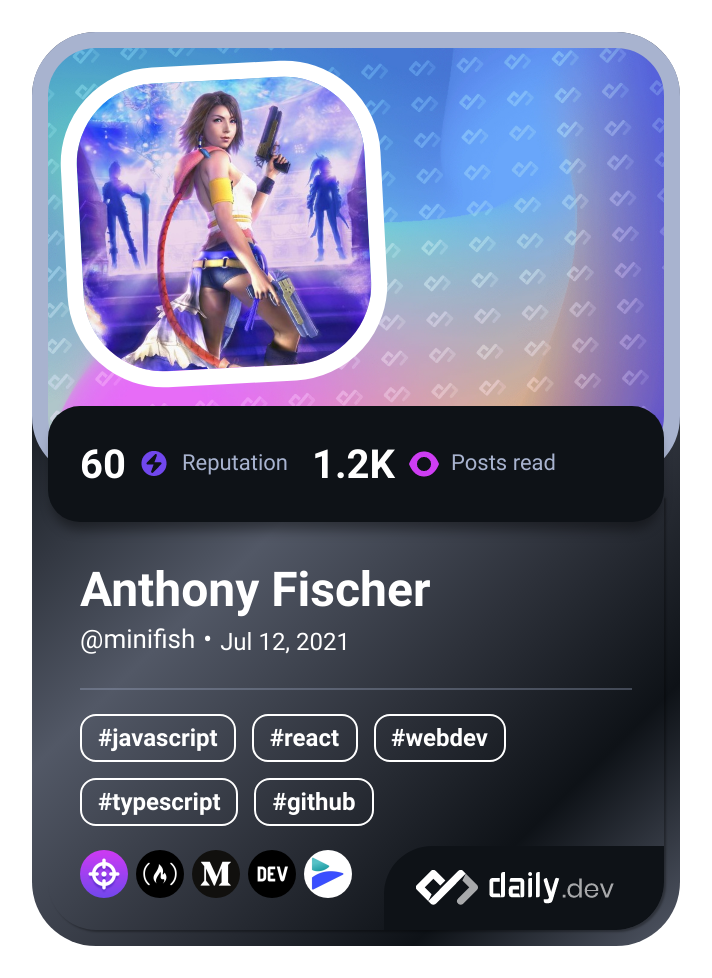 60 Reputation 1.2K Posts read
Anthony Fischer
@minifish • Jul 12, 2021
#javascript #react #webdev
#typescript #github
M DEV daily.dev